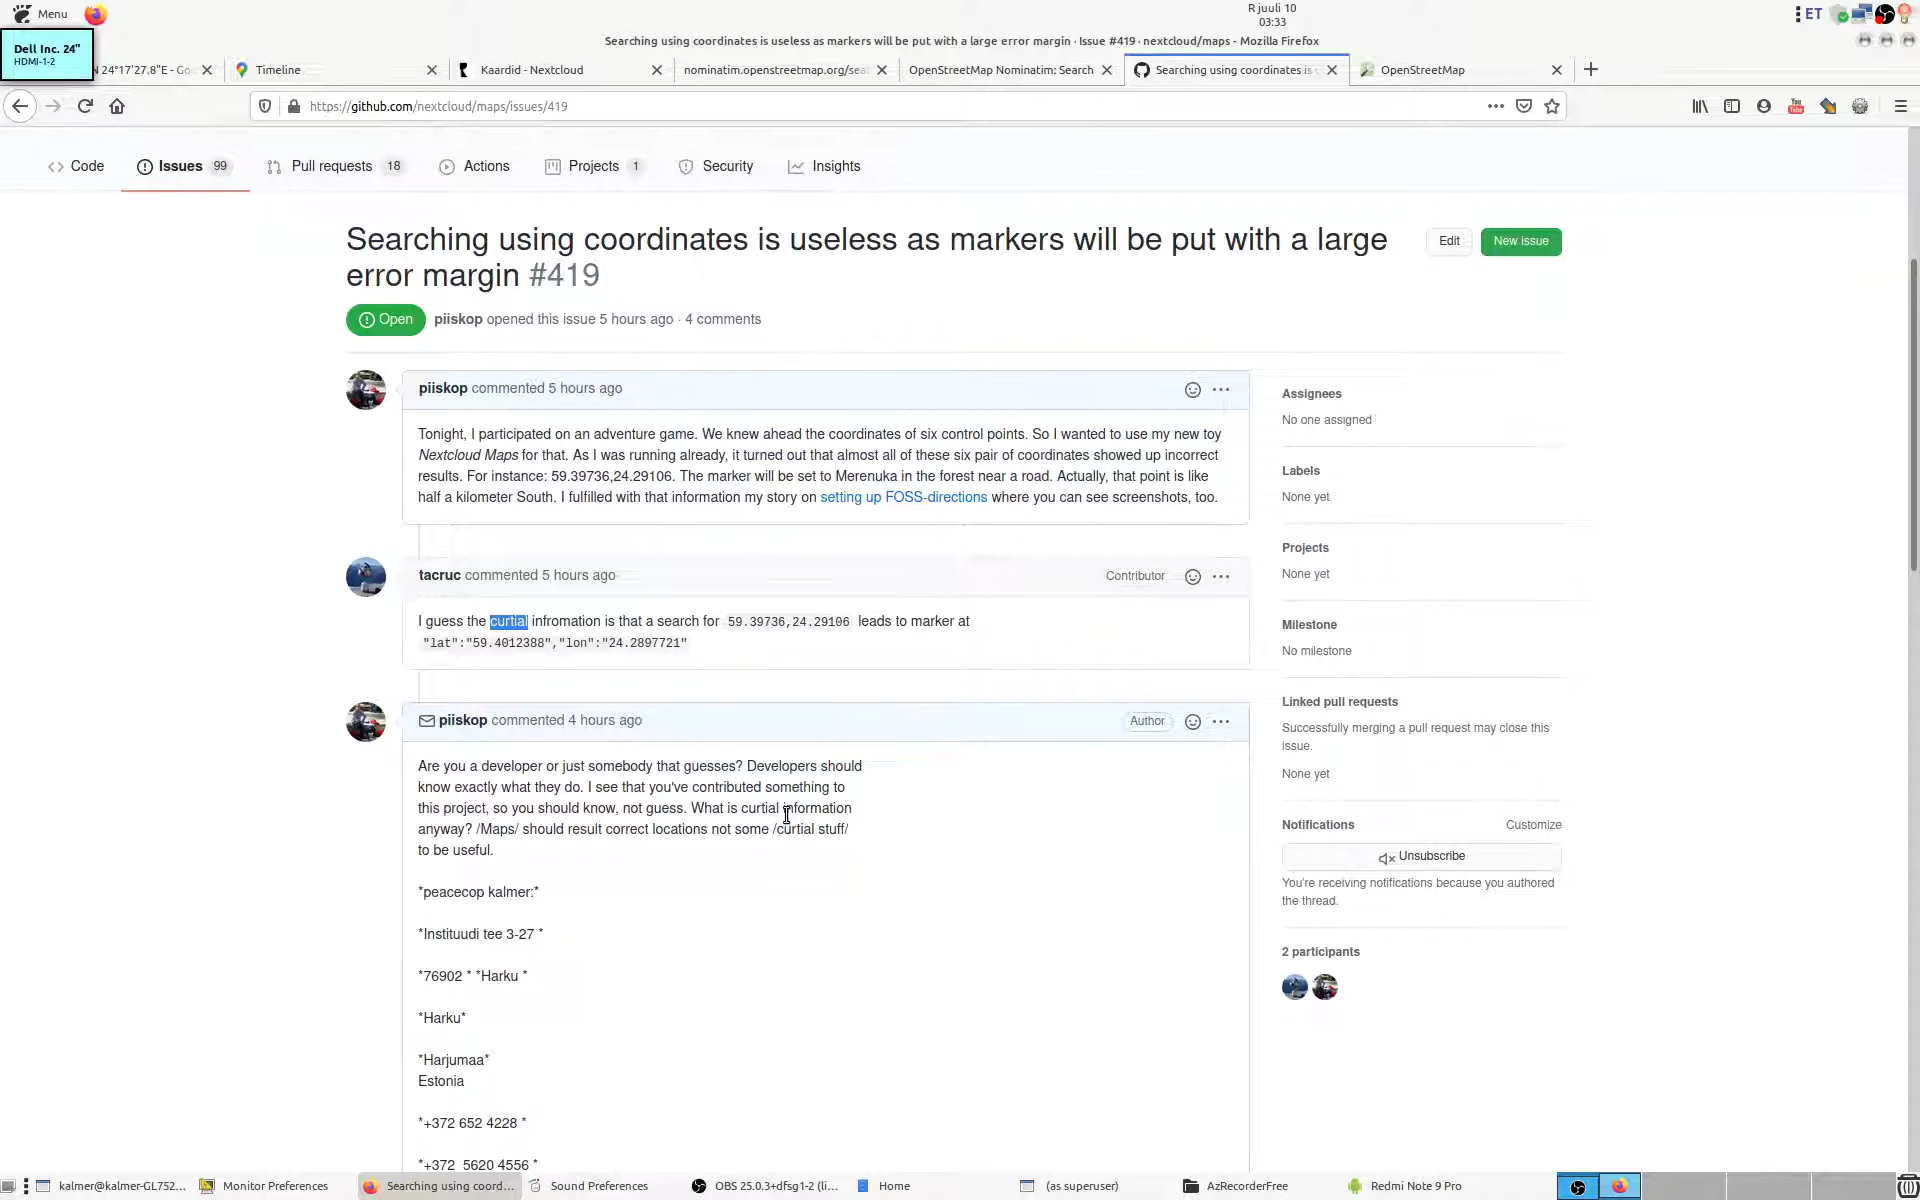 Menu
R juuli 10
03:33
ET
Dell Inc. 24"
HDMI-1-2
Searching using coordinates is useless as markers will be put with a large error margin · Issue #419 · nextcloud/maps - Mozilla Firefox
N 24°17'27.8"E - Go
Timeline
Kaardid - Nextcloud
nominatim.openstreetmap.org/sea
OpenStreetMap Nominatim: Search
Searching using coordinates is
OpenStreetMap
https://github.com/nextcloud/maps/issues/419
Code
Issues 99
Pull requests 18
Actions
Projects 1
Security
Insights
Searching using coordinates is useless as markers will be put with a large
error margin #419
Edit
New issue
Open
piiskop opened this issue 5 hours ago · 4 comments
piiskop commented 5 hours ago
Tonight, I participated on an adventure game. We knew ahead the coordinates of six control points. So I wanted to use my new toy
Nextcloud Maps for that. As I was running already, it turned out that almost all of these six pair of coordinates showed up incorrect
results. For instance: 59.39736,24.29106. The marker will be set to Merenuka in the forest near a road. Actually, that point is like
half a kilometer South. I fulfilled with that information my story on setting up FOSS-directions where you can see screenshots, too.
tacruc commented 5 hours ago
Contributor
I guess the curtial infromation is that a search for 59.39736,24.29106 leads to marker at
"lat":"59.4012388","lon":"24.2897721"
piiskop commented 4 hours ago
Author
Are you a developer or just somebody that guesses? Developers should
know exactly what they do. I see that you've contributed something to
this project, so you should know, not guess. What is curtial information
anyway? /Maps/ should result correct locations not some /curtial stuff/
to be useful.
*peacecop kalmer:*
*Instituudi tee 3-27 *
*76902 * *Harku *
*Harku*
*Harjumaa*
Estonia
*+372 652 4228 *
*+372  5620 4556 *
Assignees
No one assigned
Labels
None yet
Projects
None yet
Milestone
No milestone
Linked pull requests
Successfully merging a pull request may close this
issue.
None yet
Notifications
Customize
Unsubscribe
You're receiving notifications because you authored
the thread.
2 participants
kalmer@kalmer-GL752...
Monitor Preferences
Searching using coord...
Sound Preferences
OBS 25.0.3+dfsg1-2 (li...
Home
(as superuser)
AzRecorderFree
Redmi Note 9 Pro